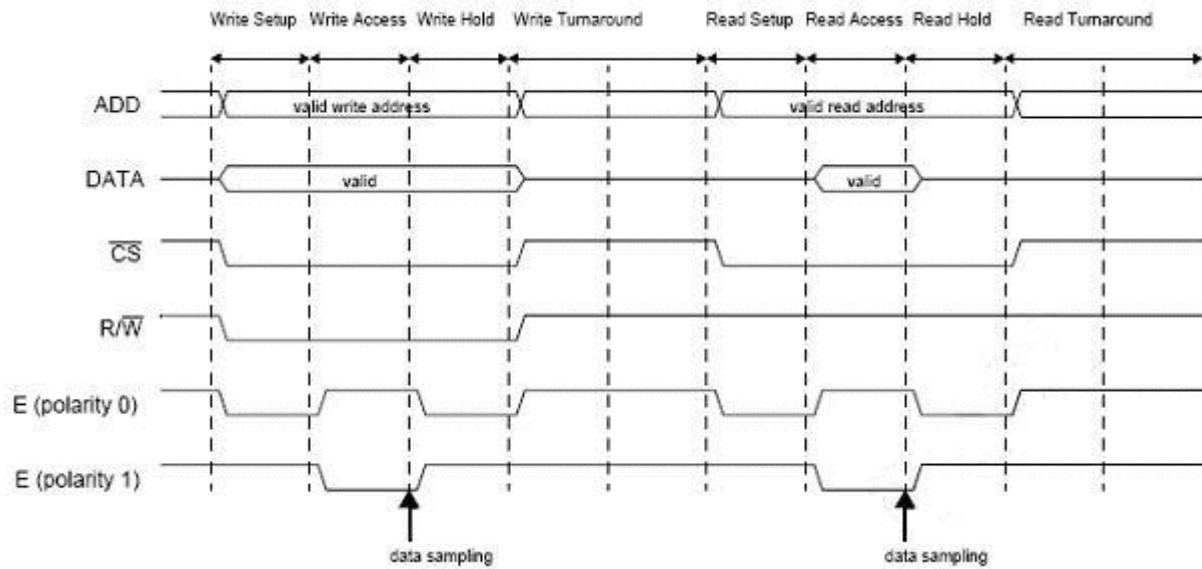 Write Setup Write Access Write Hold Write Turnaround Read Setup Read Access Read Hold Read Turnaround
ADD valid write address valid read address
DATA valid valid
C̅S̅
R/W̅
E (polarity 0)
E (polarity 1)
data sampling data sampling